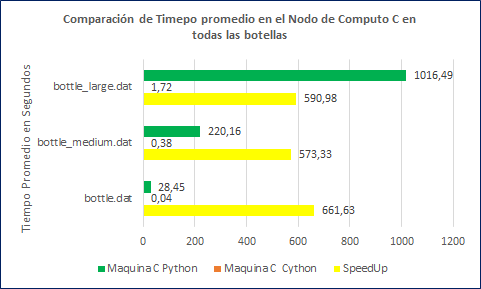 Comparación de Timepo promedio en el Nodo de Computo C en
todas las botellas
Tiempo Promedio en Segundos
bottle_large.dat
1016,49
1,72
590,98
bottle_medium.dat
220,16
0,38
573,33
bottle.dat
28,45
0,04
661,63
0 200 400 600 800 1000 1200
Maquina C Python Maquina C Cython SpeedUp